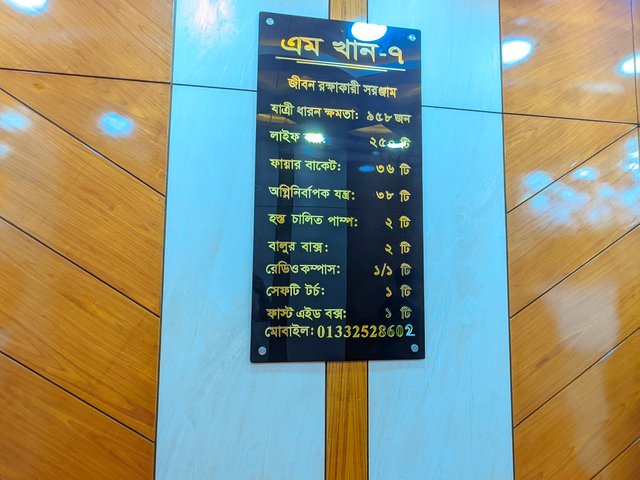 এম খান-৭
জীবন রক্ষাকারী সরঞ্জাম
যাত্রী ধারন ক্ষমতা: ৯৫৮ জন
লাইফ ২৫০ টি
ফায়ার বাকেট: ৩৬ টি
অগ্নিনির্বাপক যন্ত্র: ৩৮ টি
হস্ত চালিত পাম্প: ২ টি
বালুর বাক্স: ২ টি
রেডিও কম্পাস: ১/১ টি
সেফটি টর্চ: ১ টি
ফাস্ট এইড বক্স: ১ টি
মোবাইল: 01332528602